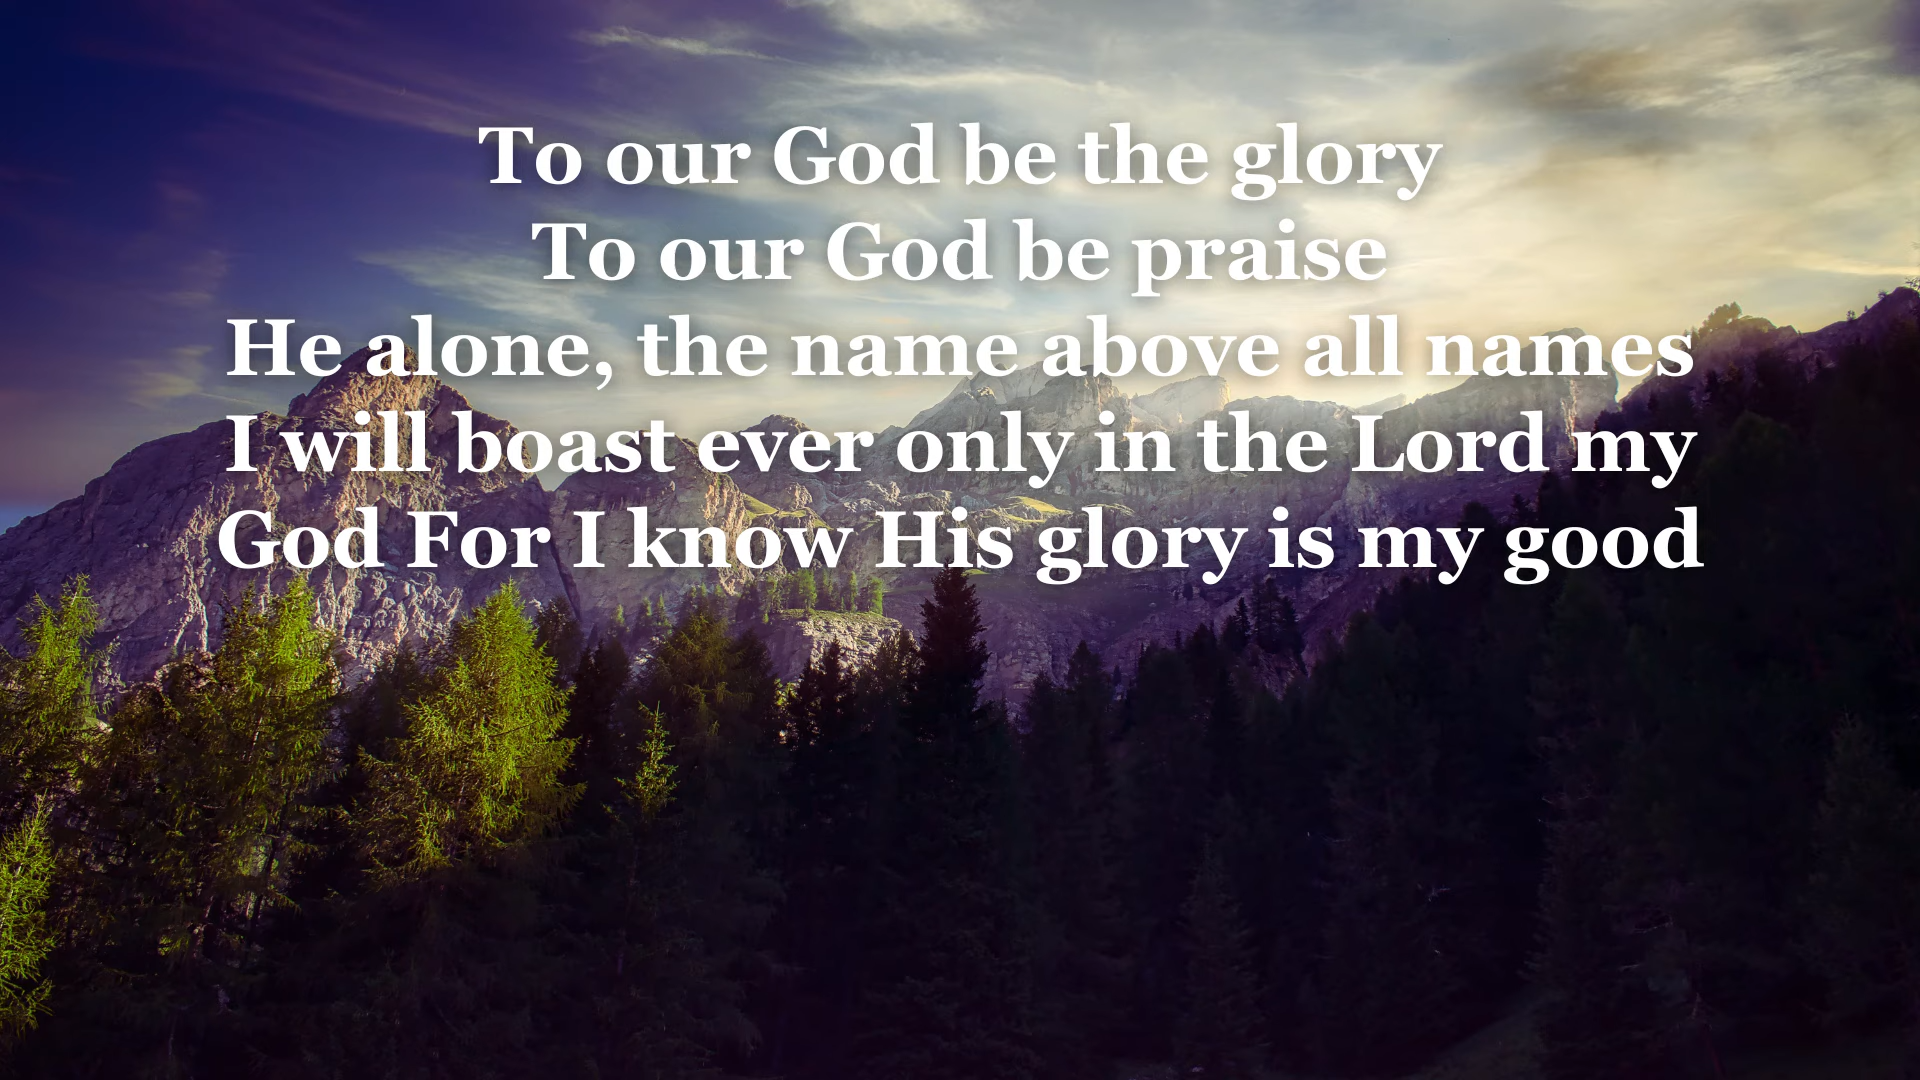 To our God be the glory
To our God be praise
He alone, the name above all names
I will boast ever only in the Lord my
God For I know His glory is my good